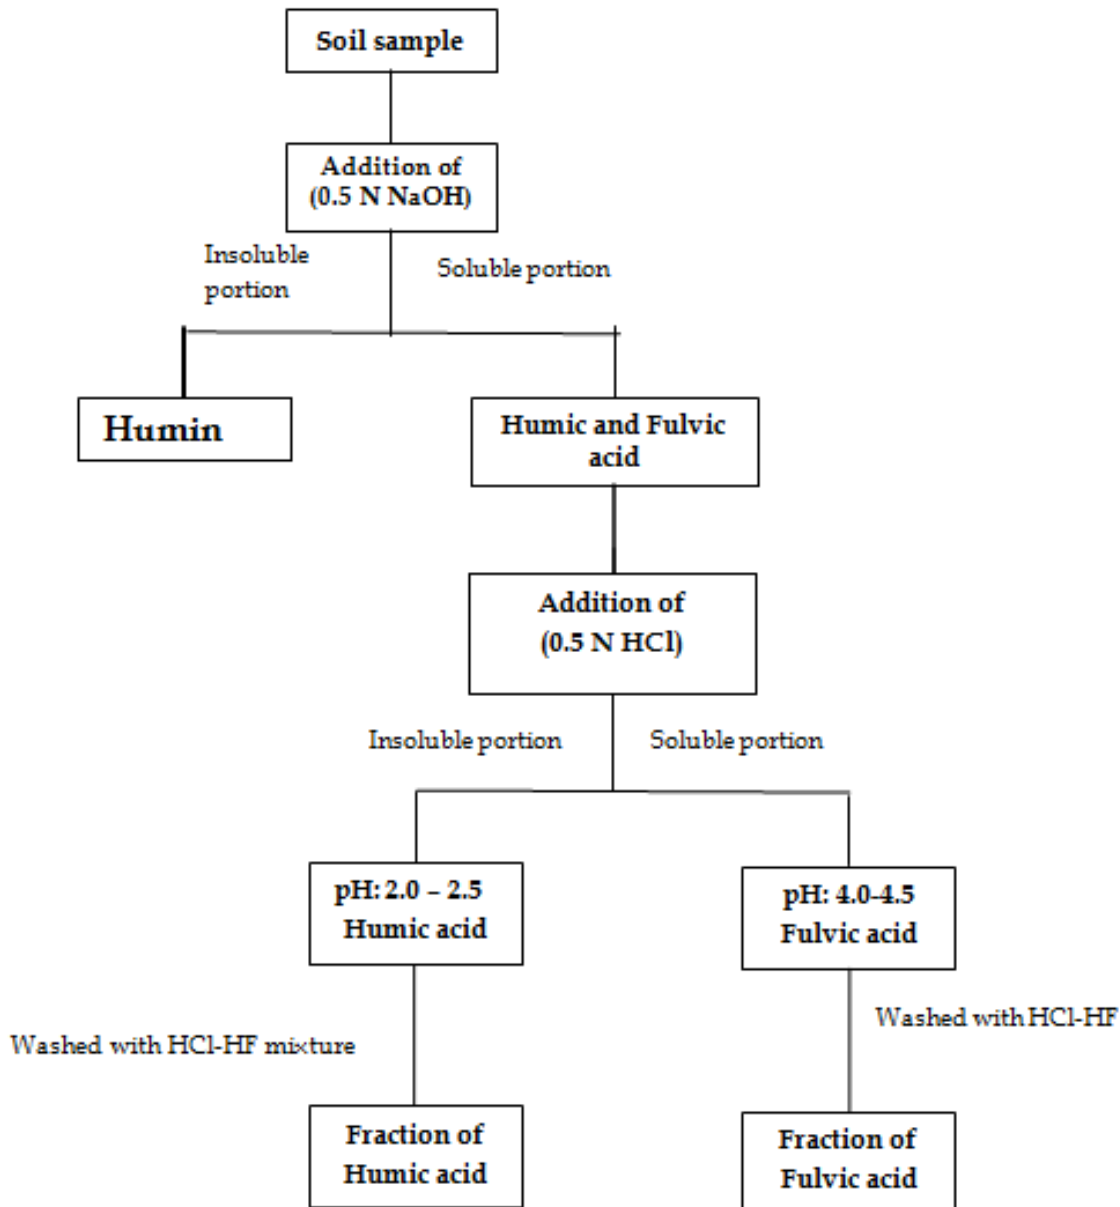 Soil sample
Addition of
(0.5 N NaOH)
Insoluble
portion
Soluble portion
Humin
Humic and Fulvic
acid
Addition of
(0.5 N HCl)
Insoluble portion
Soluble portion
pH: 2.0 – 2.5
Humic acid
pH: 4.0-4.5
Fulvic acid
Washed with HCl-HF mixture
Washed with HCl-HF
Fraction of
Humic acid
Fraction of
Fulvic acid